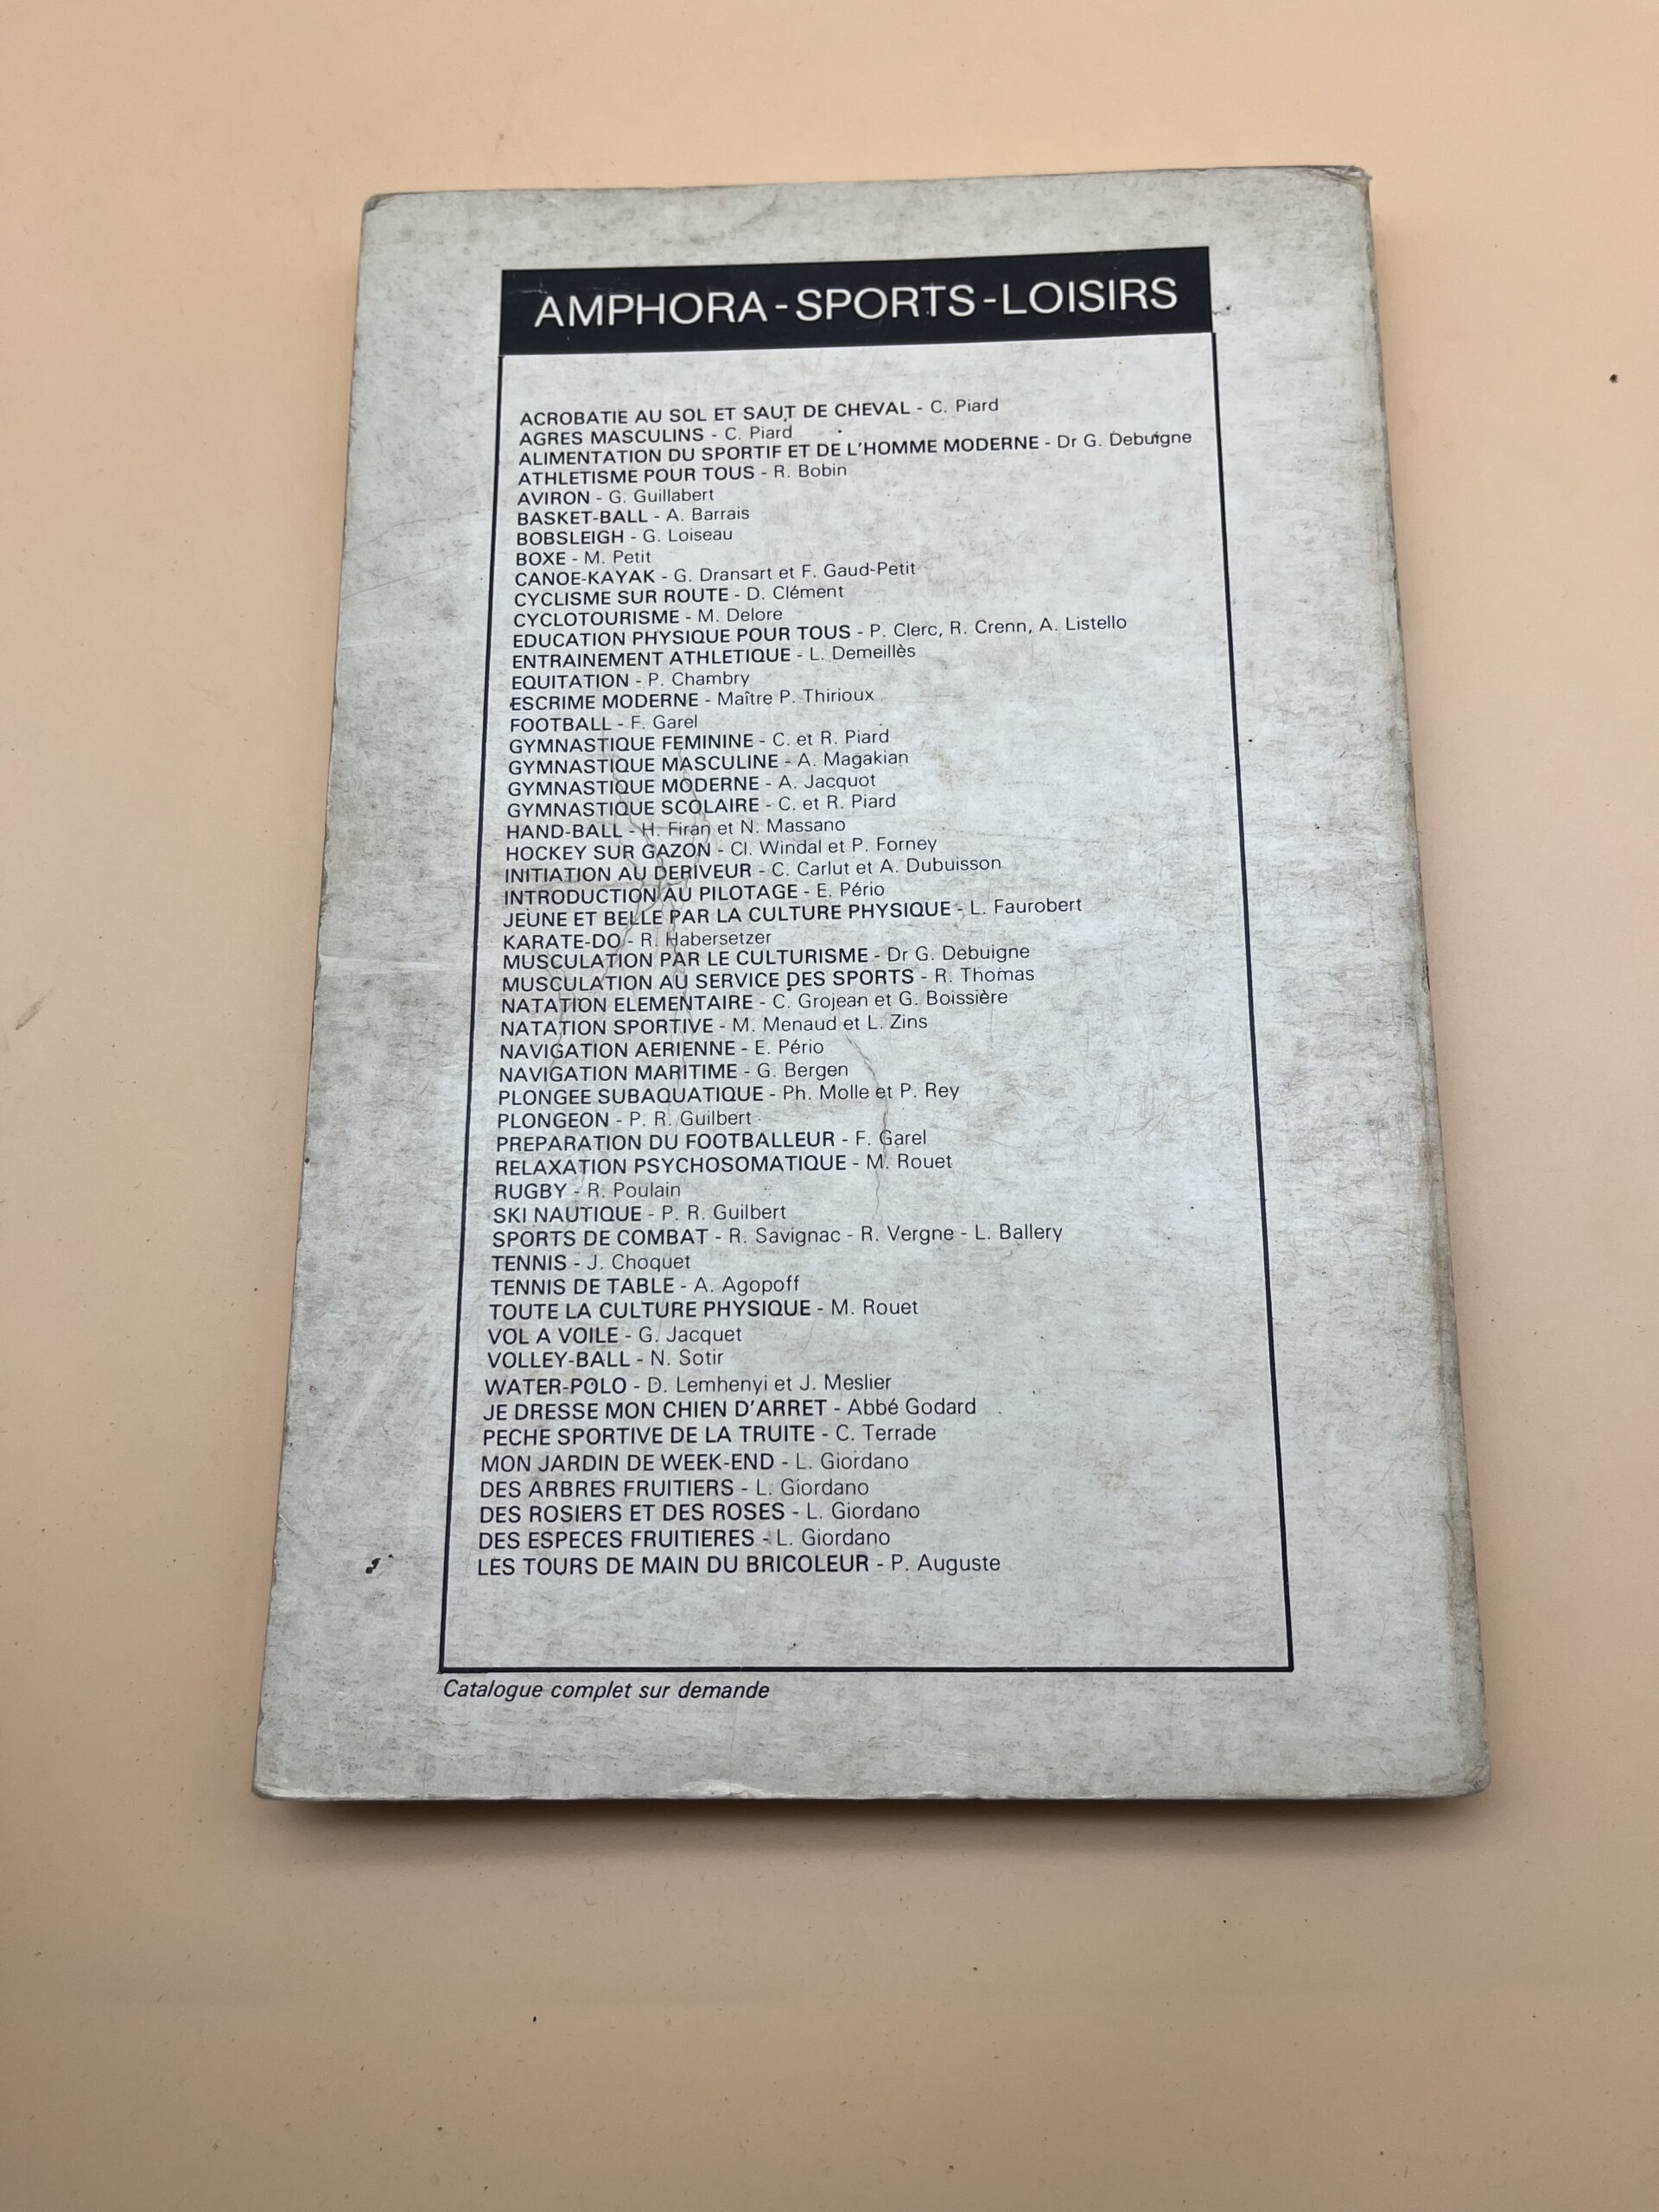 AMPHORA-SPORTS-LOISIRS
ACROBATIE AU SOL ET SAUT DE CHEVAL - C. Piard
AGRES MASCULINS - C. Piard
ALIMENTATION DU SPORTIF ET DE L'HOMME MODERNE - Dr G. Debuigne
ATHLETISME POUR TOUS - R. Bobin
AVIRON - G. Guillabert
BASKET-BALL - A. Barrais
BOBSLEIGH - G. Loiseau
BOXE - M. Petit
CANOE-KAYAK - G. Dransart et F. Gaud-Petit
CYCLISME SUR ROUTE - D. Clément
CYCLOTOURISME - M. Delore
EDUCATION PHYSIQUE POUR TOUS - P. Clerc, R. Crenn, A. Listello
ENTRAINEMENT ATHLETIQUE - L. Demeillès
EQUITATION - P. Chambry
ESCRIME MODERNE - Maître P. Thirioux
FOOTBALL - F. Garel
GYMNASTIQUE FEMININE - C. et R. Piard
GYMNASTIQUE MASCULINE - A. Magakian
GYMNASTIQUE MODERNE - A. Jacquot
GYMNASTIQUE SCOLAIRE - C. et R. Piard
HAND-BALL - H. Firan et N. Massano
HOCKEY SUR GAZON - Cl. Windal et P. Forney
INITIATION AU DERIVEUR - C. Carlut et A. Dubuisson
INTRODUCTION AU PILOTAGE - E. Pério
JEUNE ET BELLE PAR LA CULTURE PHYSIQUE - L. Faurobert
KARATE-DO - R. Habersetzer
MUSCULATION PAR LE CULTURISME - Dr G. Debuigne
MUSCULATION AU SERVICE DES SPORTS - R. Thomas
NATATION ELEMENTAIRE - C. Grojean et G. Boissière
NATATION SPORTIVE - M. Menaud et L. Zins
NAVIGATION AERIENNE - E. Pério
NAVIGATION MARITIME - G. Bergen
PLONGEE SUBAQUATIQUE - Ph. Molle et P. Rey
PLONGEON - P. R. Guilbert
PREPARATION DU FOOTBALLEUR - F. Garel
RELAXATION PSYCHOSOMATIQUE - M. Rouet
RUGBY - R. Poulain
SKI NAUTIQUE - P. R. Guilbert
SPORTS DE COMBAT - R. Savignac - R. Vergne - L. Ballery
TENNIS - J. Choquet
TENNIS DE TABLE - A. Agopoff
TOUTE LA CULTURE PHYSIQUE - M. Rouet
VOL A VOILE - G. Jacquet
VOLLEY-BALL - N. Sotir
WATER-POLO - D. Lemhenyi et J. Meslier
JE DRESSE MON CHIEN D'ARRET - Abbé Godard
PECHE SPORTIVE DE LA TRUITE - C. Terrade
MON JARDIN DE WEEK-END - L. Giordano
DES ARBRES FRUITIERS - L. Giordano
DES ROSIERS ET DES ROSES - L. Giordano
DES ESPECES FRUITIERES - L. Giordano
LES TOURS DE MAIN DU BRICOLEUR - P. Auguste
Catalogue complet sur demande